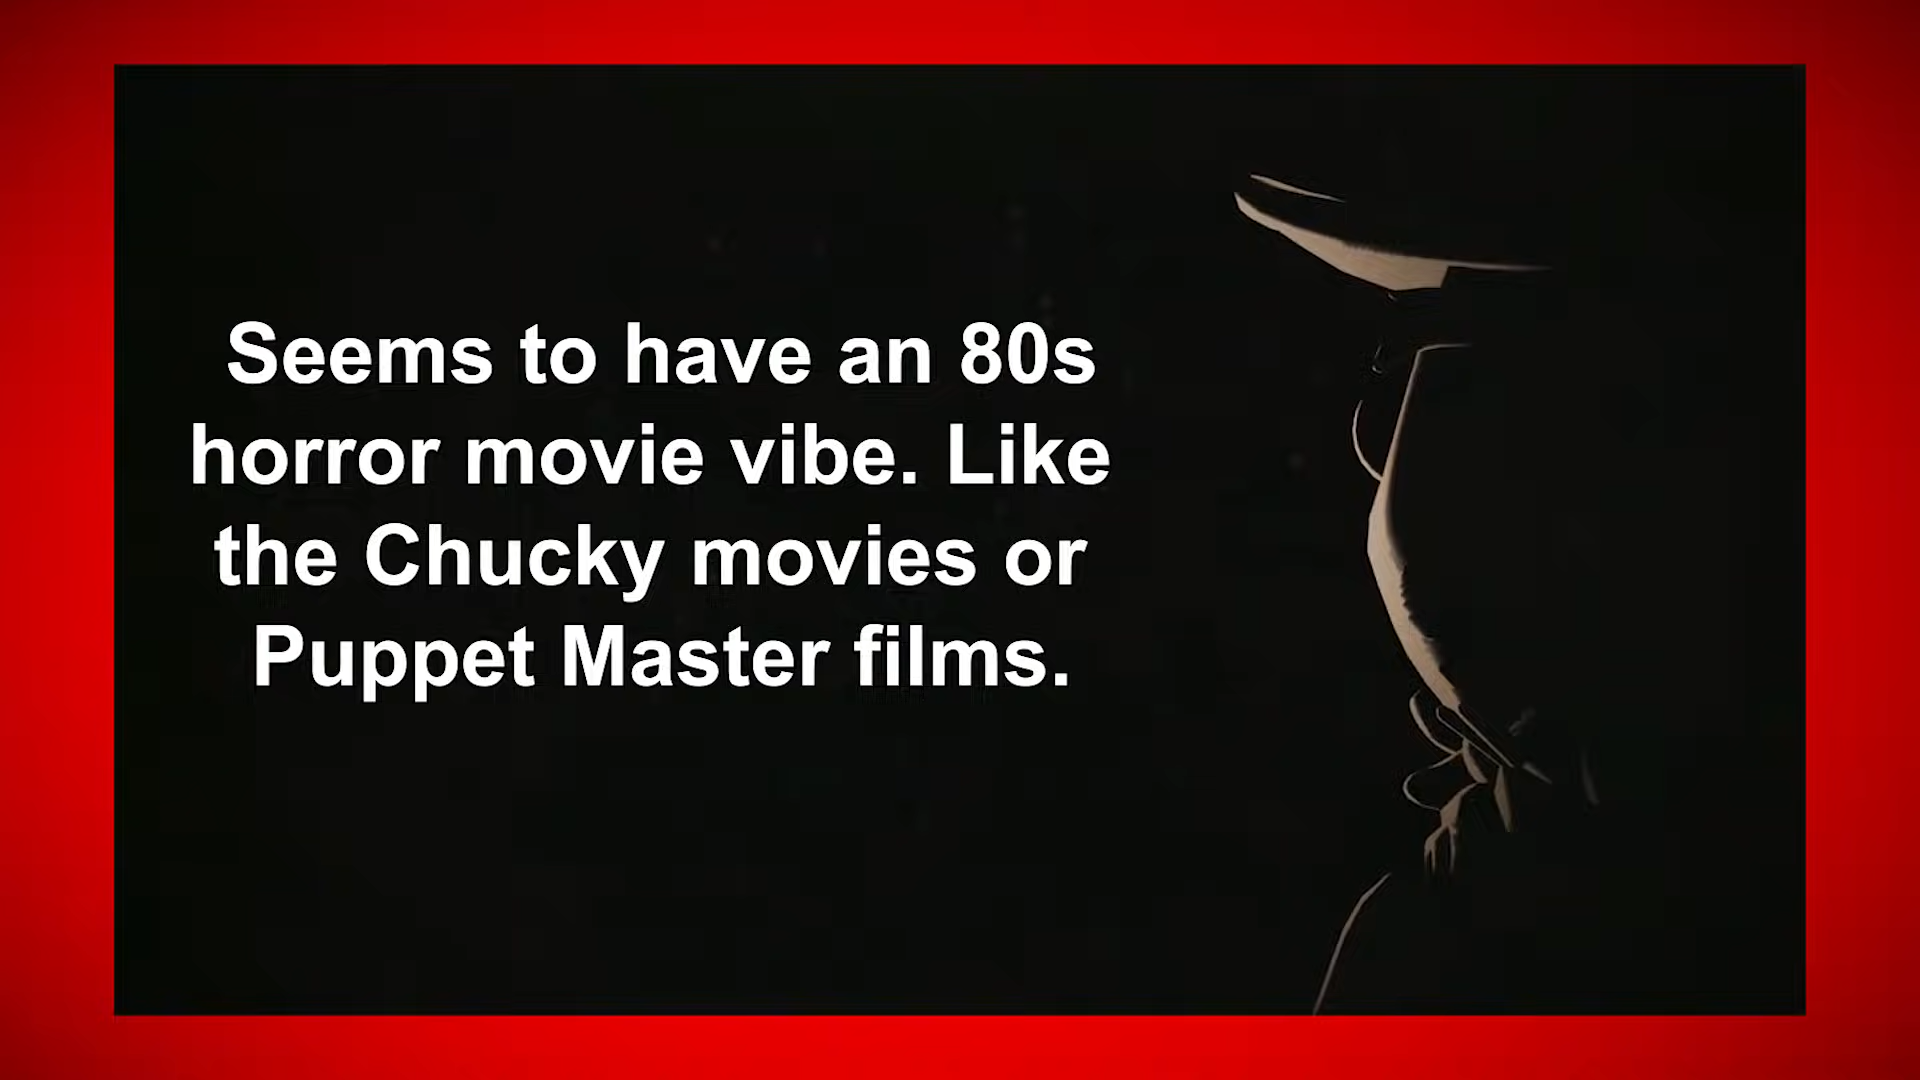 Seems to have an 80s
horror movie vibe. Like
the Chucky movies or
Puppet Master films.